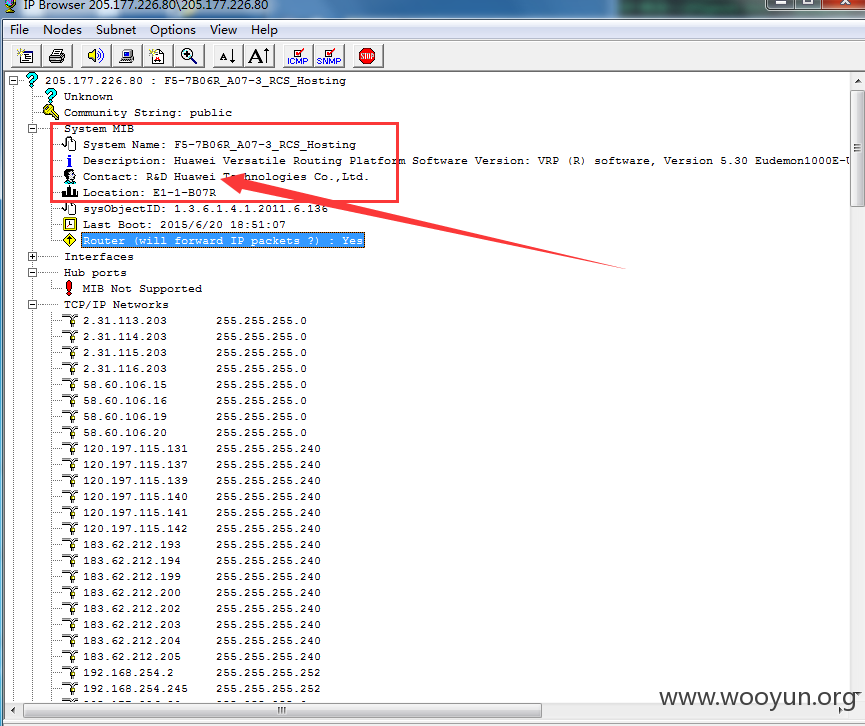 IP Browser 205.177.226.80\205.177.226.80
File Nodes Subnet Options View Help
ICMP SNMP STOP
205.177.226.80 : F5-7B06R_A07-3_RCS_Hosting
Unknown
Community String: public
System MIB
System Name: F5-7B06R_A07-3_RCS_Hosting
Description: Huawei Versatile Routing Platform Software Version: VRP (R) software, Version 5.30 Eudemon1000E-U
Contact: R&D Huawei Technologies Co.,Ltd.
Location: E1-1-B07R
sysObjectID: 1.3.6.1.4.1.2011.6.136
Last Boot: 2015/6/20 18:51:07
Router (will forward IP packets ?) : Yes
Interfaces
Hub ports
MIB Not Supported
TCP/IP Networks
2.31.113.203 255.255.255.0
2.31.114.203 255.255.255.0
2.31.115.203 255.255.255.0
2.31.116.203 255.255.255.0
58.60.106.15 255.255.255.0
58.60.106.16 255.255.255.0
58.60.106.19 255.255.255.0
58.60.106.20 255.255.255.0
120.197.115.131 255.255.255.240
120.197.115.137 255.255.255.240
120.197.115.139 255.255.255.240
120.197.115.140 255.255.255.240
120.197.115.141 255.255.255.240
120.197.115.142 255.255.255.240
183.62.212.193 255.255.255.240
183.62.212.194 255.255.255.240
183.62.212.199 255.255.255.240
183.62.212.200 255.255.255.240
183.62.212.202 255.255.255.240
183.62.212.203 255.255.255.240
183.62.212.204 255.255.255.240
183.62.212.205 255.255.255.240
192.168.254.2 255.255.255.252
192.168.254.245 255.255.255.252
www.wooyun.org